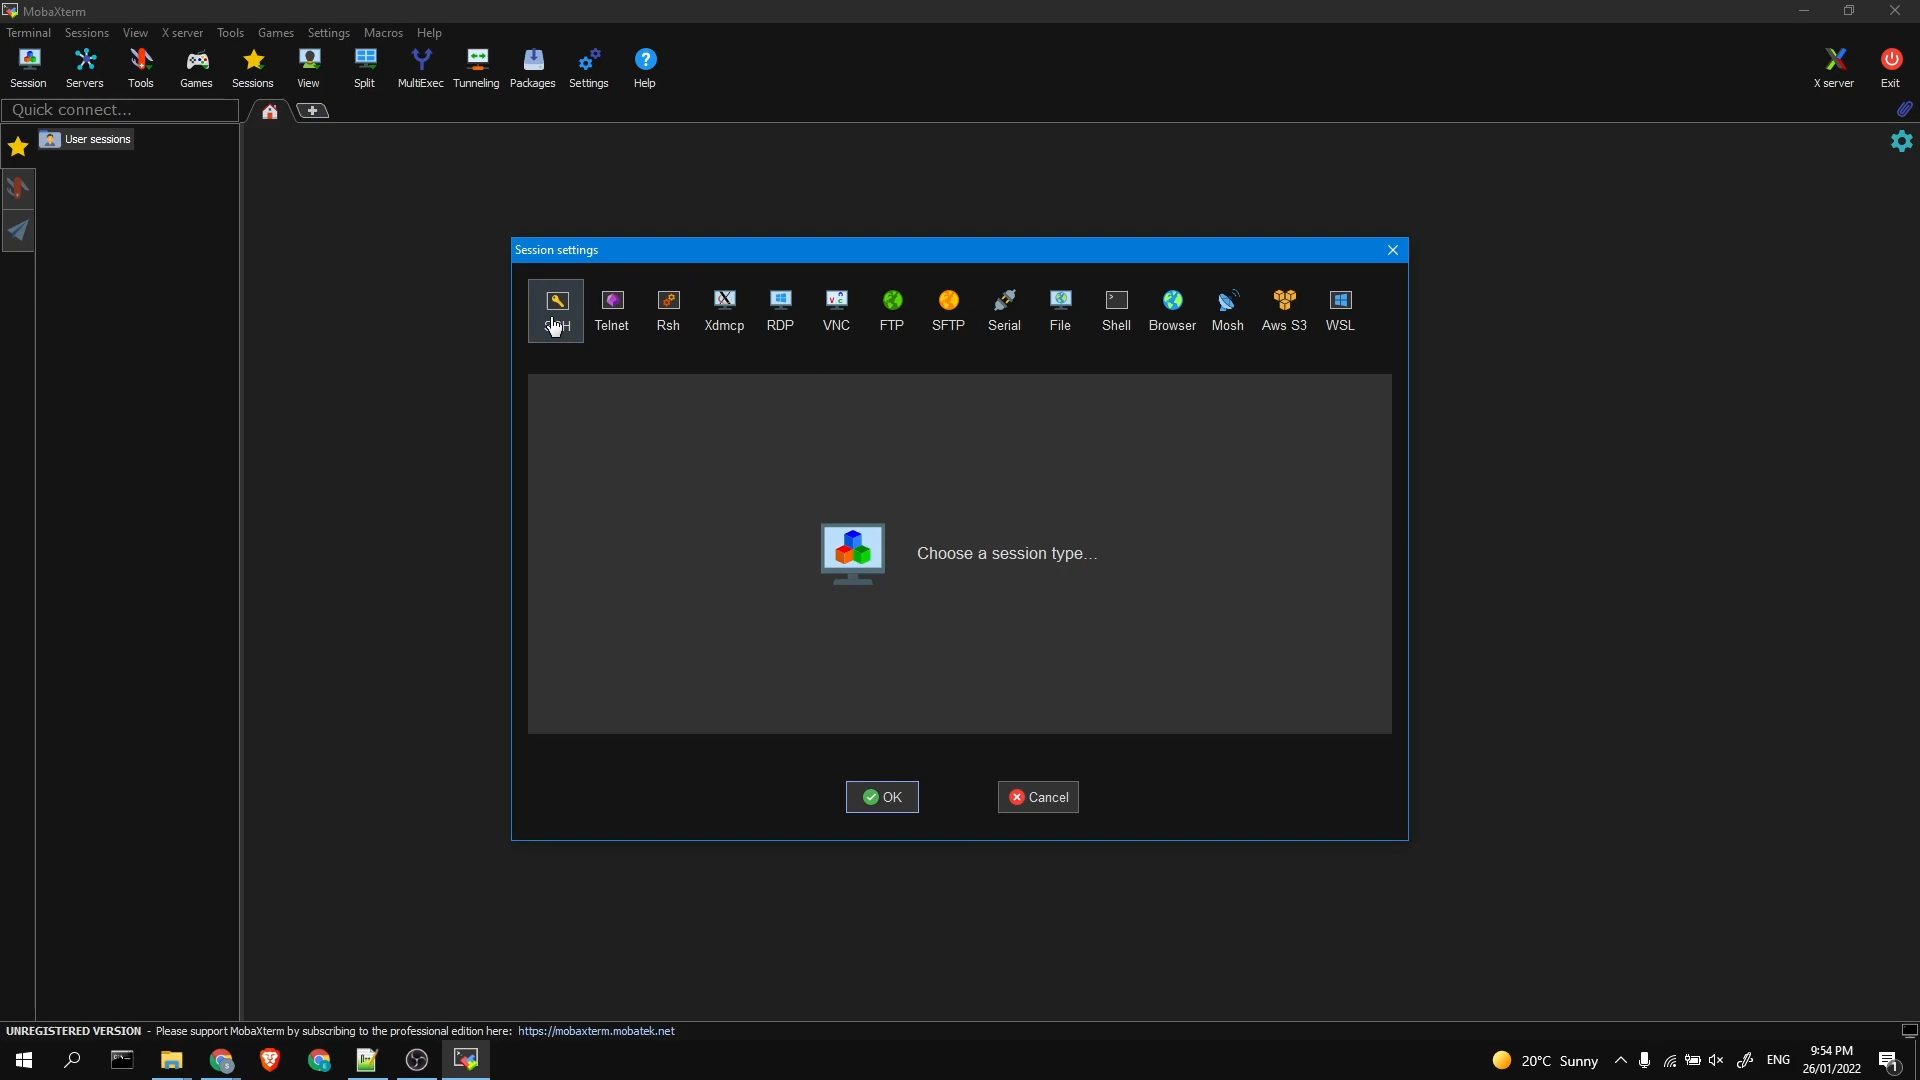 MobaXterm
Terminal Sessions View X server Tools Games Settings Macros Help
Session Servers Tools Games Sessions View Split MultiExec Tunneling Packages Settings Help X server Exit
Quick connect...
User sessions
Session settings
Telnet Rsh Xdmcp RDP VNC FTP SFTP Serial File Shell Browser Mosh Aws S3 WSL
Choose a session type...
OK Cancel
UNREGISTERED VERSION - Please support MobaXterm by subscribing to the professional edition here: https://mobaxterm.mobatek.net
20°C Sunny ENG
9:54 PM
26/01/2022
1